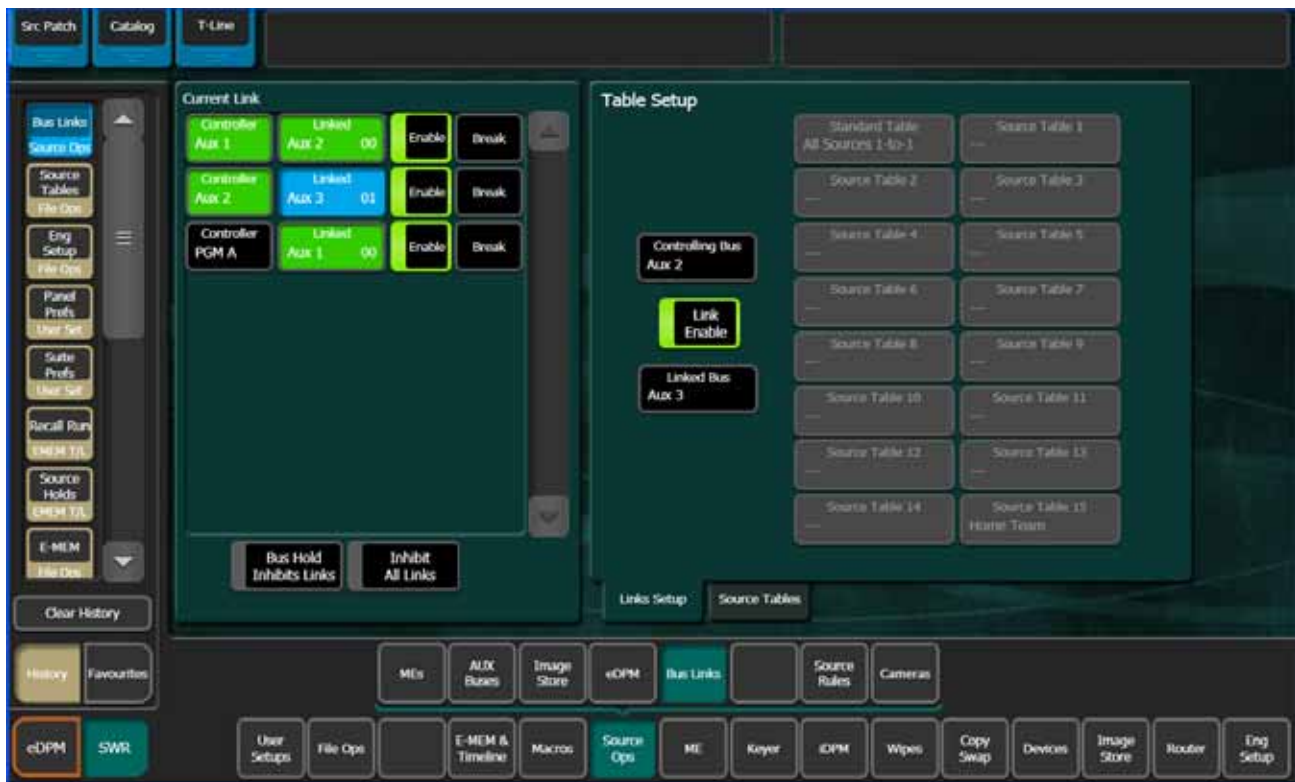 Src Patch
Catalog
T-Line
Bus Links
Source Ops
Source
Tables
File Ops
Eng
Setup
File Ops
Panel
Prefs
User Set
Suite
Prefs
User Set
Recall Run
EMEM T/L
Source
Holds
EMEM T/L
E-MEM
File Ops
Clear History
History
Favourites
eDPM
SWR
Current Link
Controller
Aux 1
Linked
Aux 2 00
Enable
Break
Controller
Aux 2
Linked
Aux 3 01
Enable
Break
Controller
PGM A
Linked
Aux 1 00
Enable
Break
Bus Hold
Inhibits Links
Inhibit
All Links
Table Setup
Controlling Bus
Aux 2
Link
Enable
Linked Bus
Aux 3
Standard Table
All Sources 1-to-1
Source Table 1
---
Source Table 2
---
Source Table 3
---
Source Table 4
---
Source Table 5
---
Source Table 6
---
Source Table 7
---
Source Table 8
---
Source Table 9
---
Source Table 10
---
Source Table 11
---
Source Table 12
---
Source Table 13
---
Source Table 14
---
Source Table 15
Home Team
Links Setup
Source Tables
MEs
AUX
Buses
Image
Store
eDPM
Bus Links
Source
Rules
Cameras
User
Setups
File Ops
E-MEM &
Timeline
Macros
Source
Ops
ME
Keyer
iDPM
Wipes
Copy
Swap
Devices
Image
Store
Router
Eng
Setup